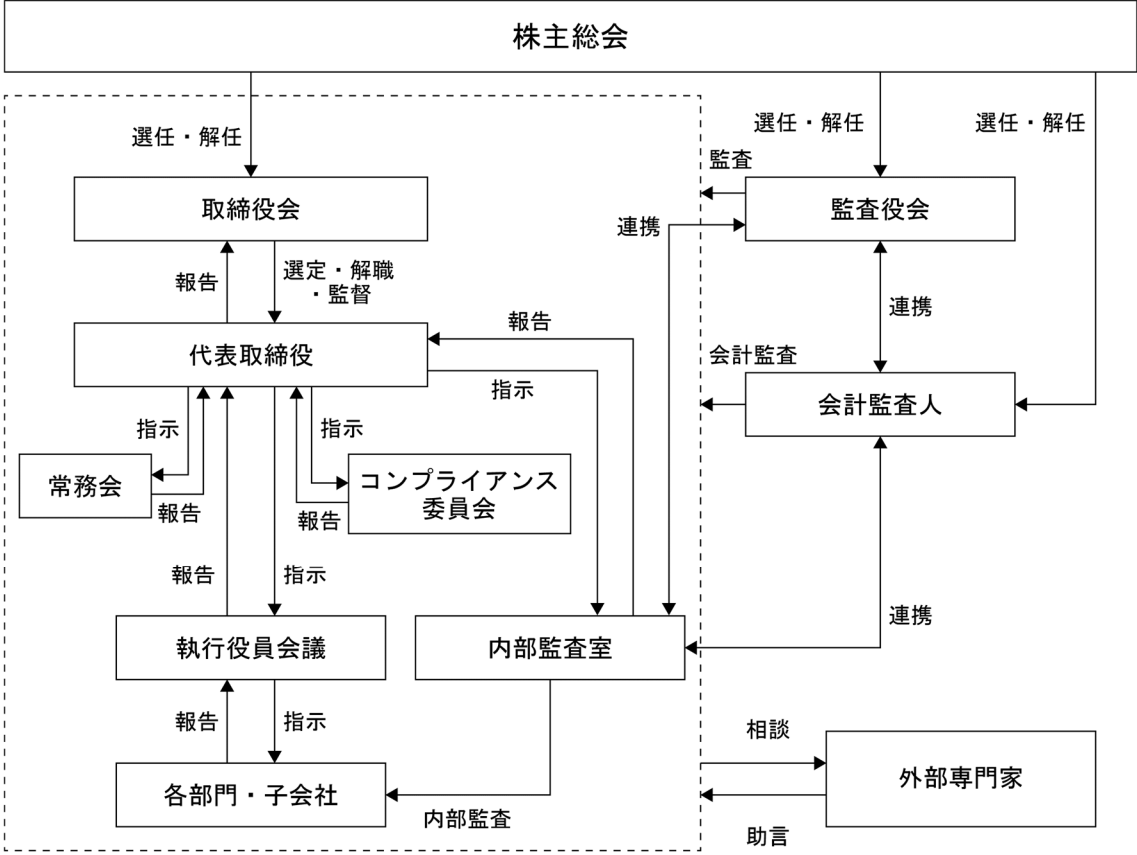 株主総会
選任・解任
選任・解任
選任・解任
監査
取締役会
監査役会
連携
報告
選定・解職
・監督
連携
報告
代表取締役
会計監査
指示
会計監査人
指示
指示
常務会
報告
コンプライアンス
委員会
報告
報告
指示
執行役員会議
内部監査室
連携
報告
指示
相談
各部門・子会社
外部専門家
内部監査
助言